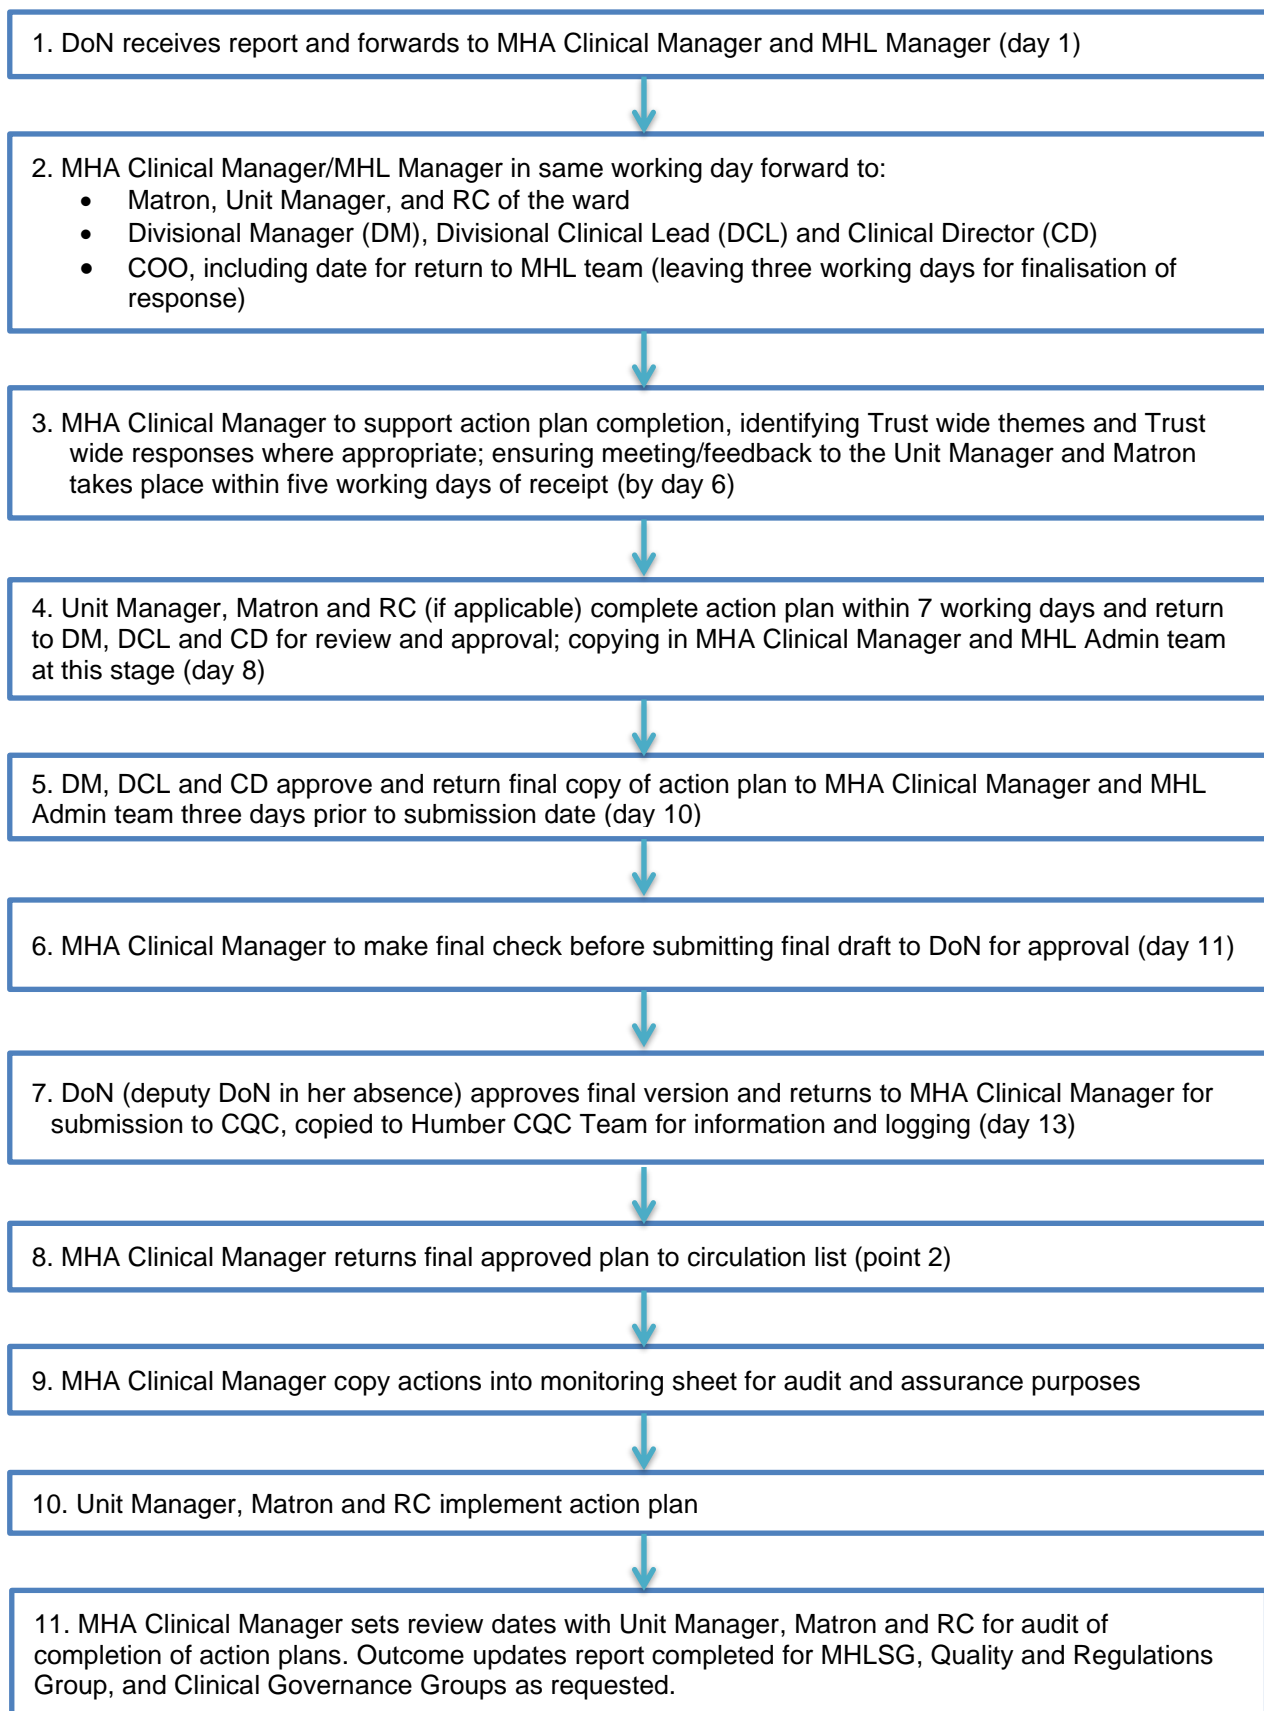 1. DoN receives report and forwards to MHA Clinical Manager and MHL Manager (day 1)
2. MHA Clinical Manager/MHL Manager in same working day forward to:
• Matron, Unit Manager, and RC of the ward
• Divisional Manager (DM), Divisional Clinical Lead (DCL) and Clinical Director (CD)
• COO, including date for return to MHL team (leaving three working days for finalisation of
response)
3. MHA Clinical Manager to support action plan completion, identifying Trust wide themes and Trust
wide responses where appropriate; ensuring meeting/feedback to the Unit Manager and Matron
takes place within five working days of receipt (by day 6)
4. Unit Manager, Matron and RC (if applicable) complete action plan within 7 working days and return
to DM, DCL and CD for review and approval; copying in MHA Clinical Manager and MHL Admin team
at this stage (day 8)
5. DM, DCL and CD approve and return final copy of action plan to MHA Clinical Manager and MHL
Admin team three days prior to submission date (day 10)
6. MHA Clinical Manager to make final check before submitting final draft to DoN for approval (day 11)
7. DoN (deputy DoN in her absence) approves final version and returns to MHA Clinical Manager for
submission to CQC, copied to Humber CQC Team for information and logging (day 13)
8. MHA Clinical Manager returns final approved plan to circulation list (point 2)
9. MHA Clinical Manager copy actions into monitoring sheet for audit and assurance purposes
10. Unit Manager, Matron and RC implement action plan
11. MHA Clinical Manager sets review dates with Unit Manager, Matron and RC for audit of
completion of action plans. Outcome updates report completed for MHLSG, Quality and Regulations
Group, and Clinical Governance Groups as requested.